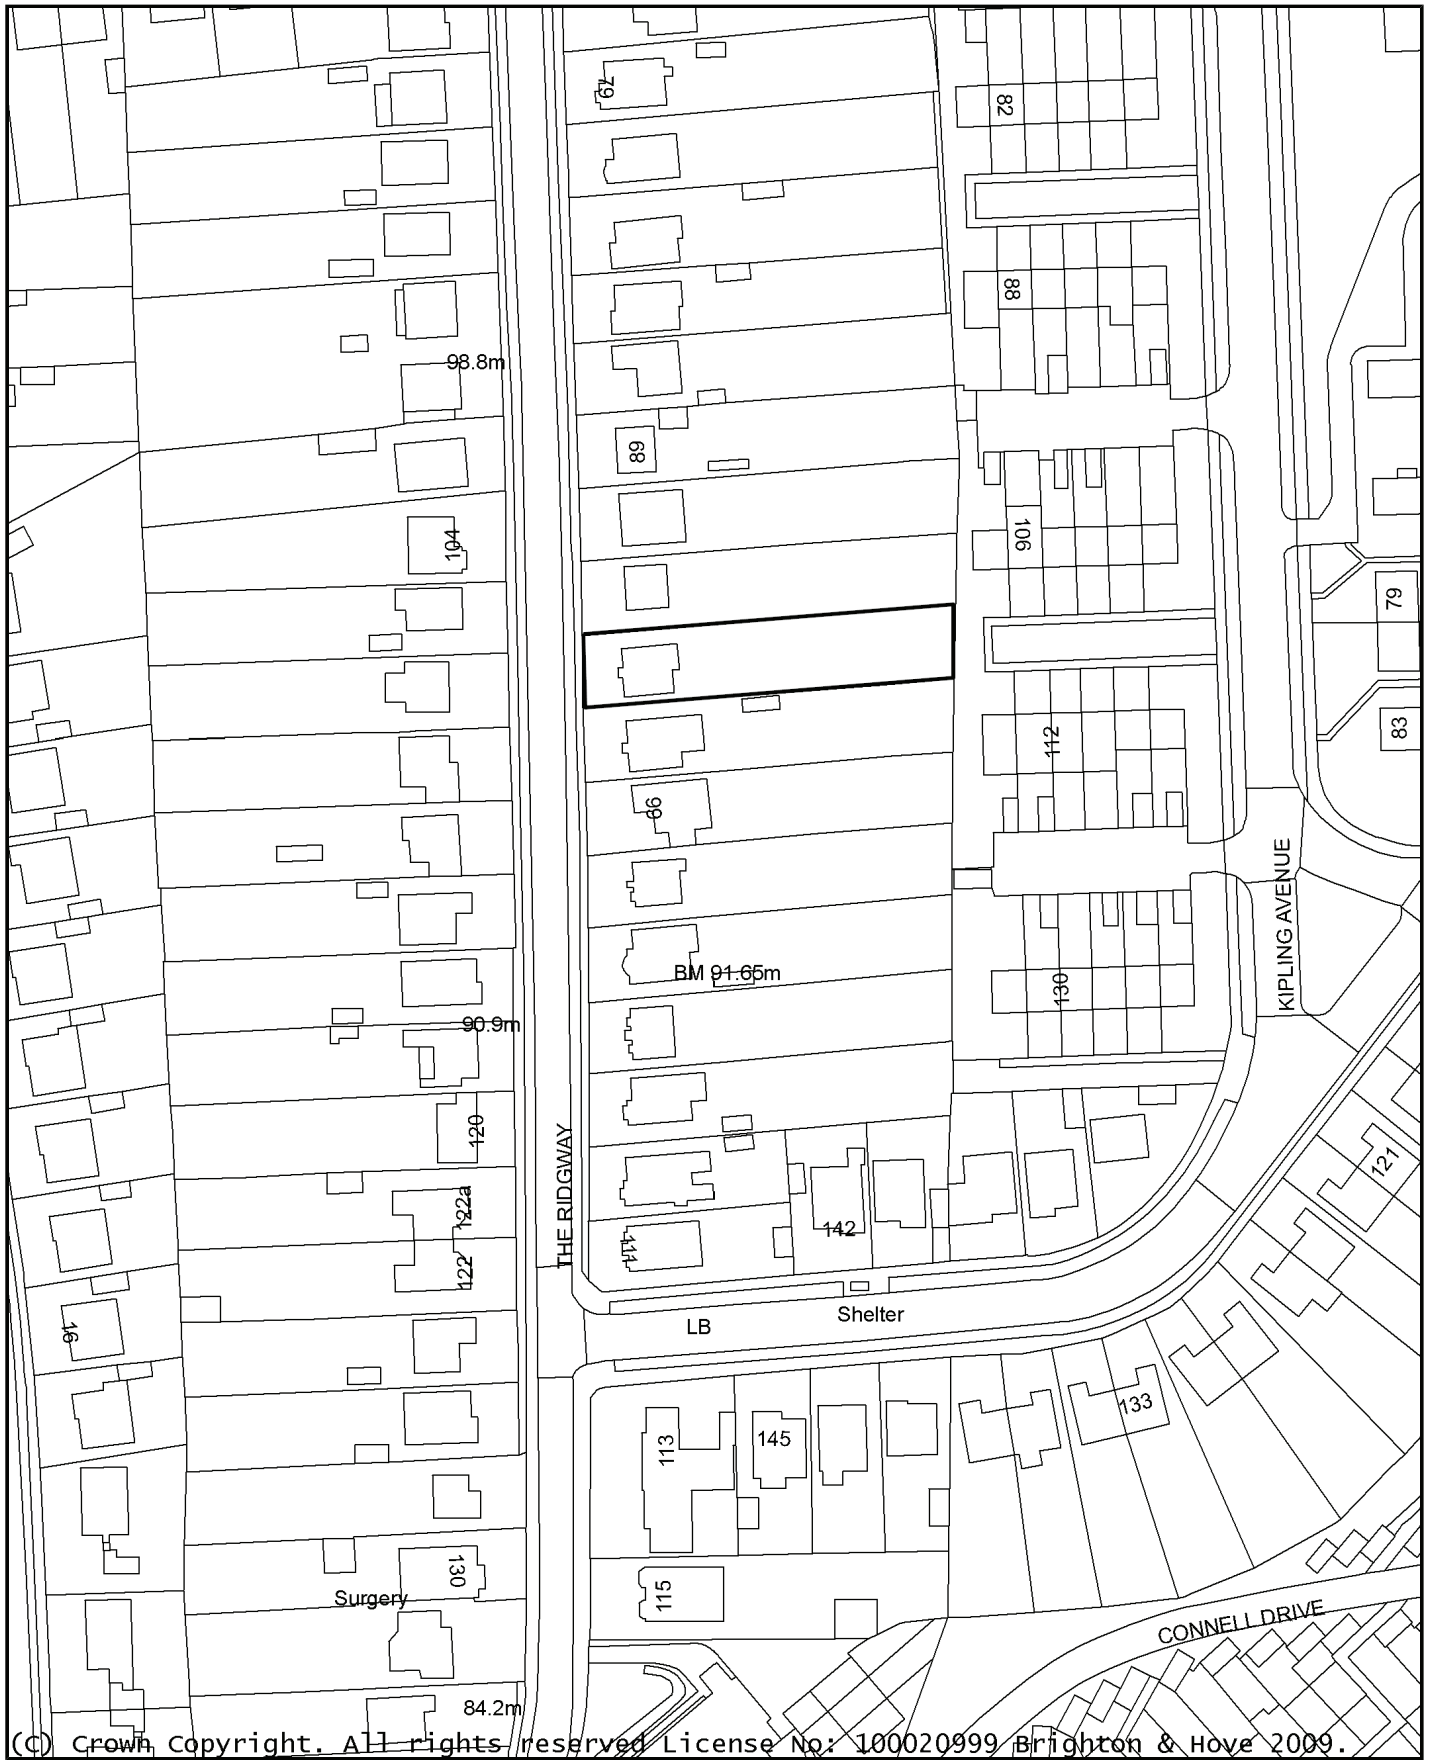 79
82
88
98.8m
89
104
106
79
83
112
99
KIPLING AVENUE
BM 91.65m
130
90.9m
120
THE RIDGWAY
121
122a
142
111
122
Shelter
LB
16
133
113
145
130
115
Surgery
CONNELL DRIVE
84.2m
(c) Crown Copyright. All rights reserved License No: 100020999 Brighton & Hove 2009.